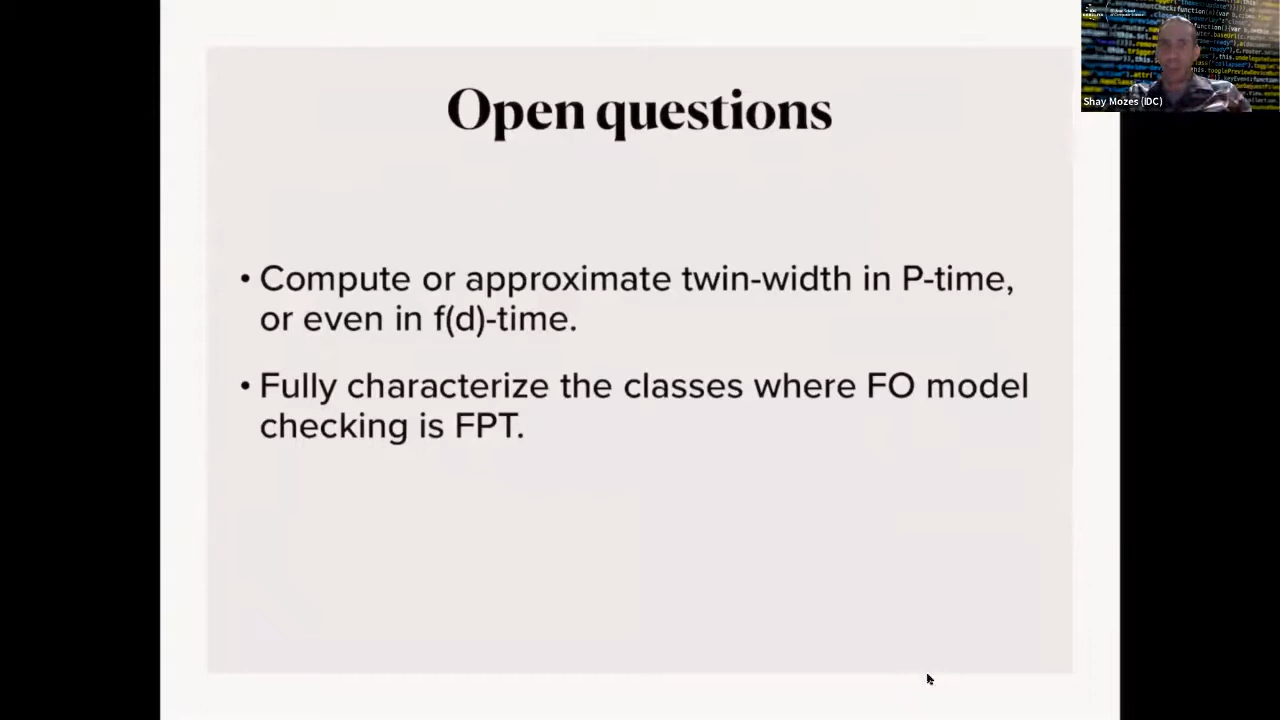 Open questions
• Compute or approximate twin-width in P-time,
or even in f(d)-time.
• Fully characterize the classes where FO model
checking is FPT.
Shay Mozes (IDC)